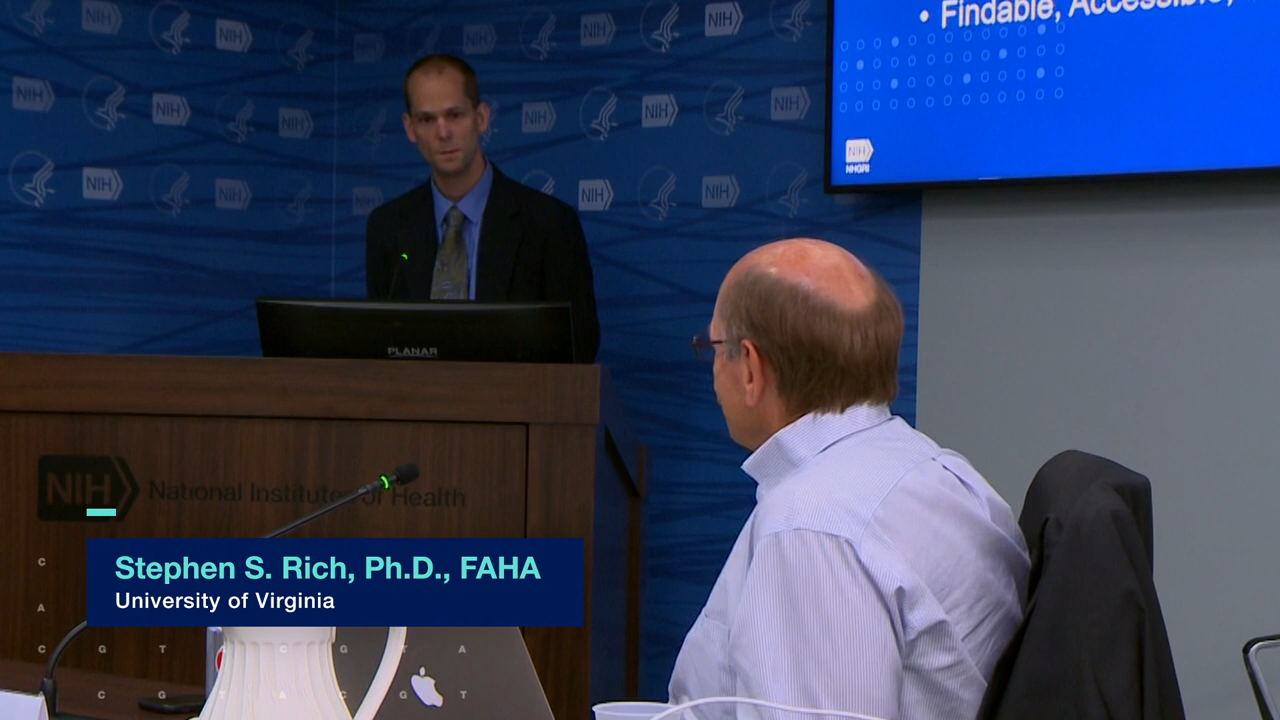 • Findable, Accessible,
NIH
NHGRI
PLANAR
NIH National Institutes of Health
Stephen S. Rich, Ph.D., FAHA
University of Virginia
C
A
C G T A C G T A
C G T A C G T